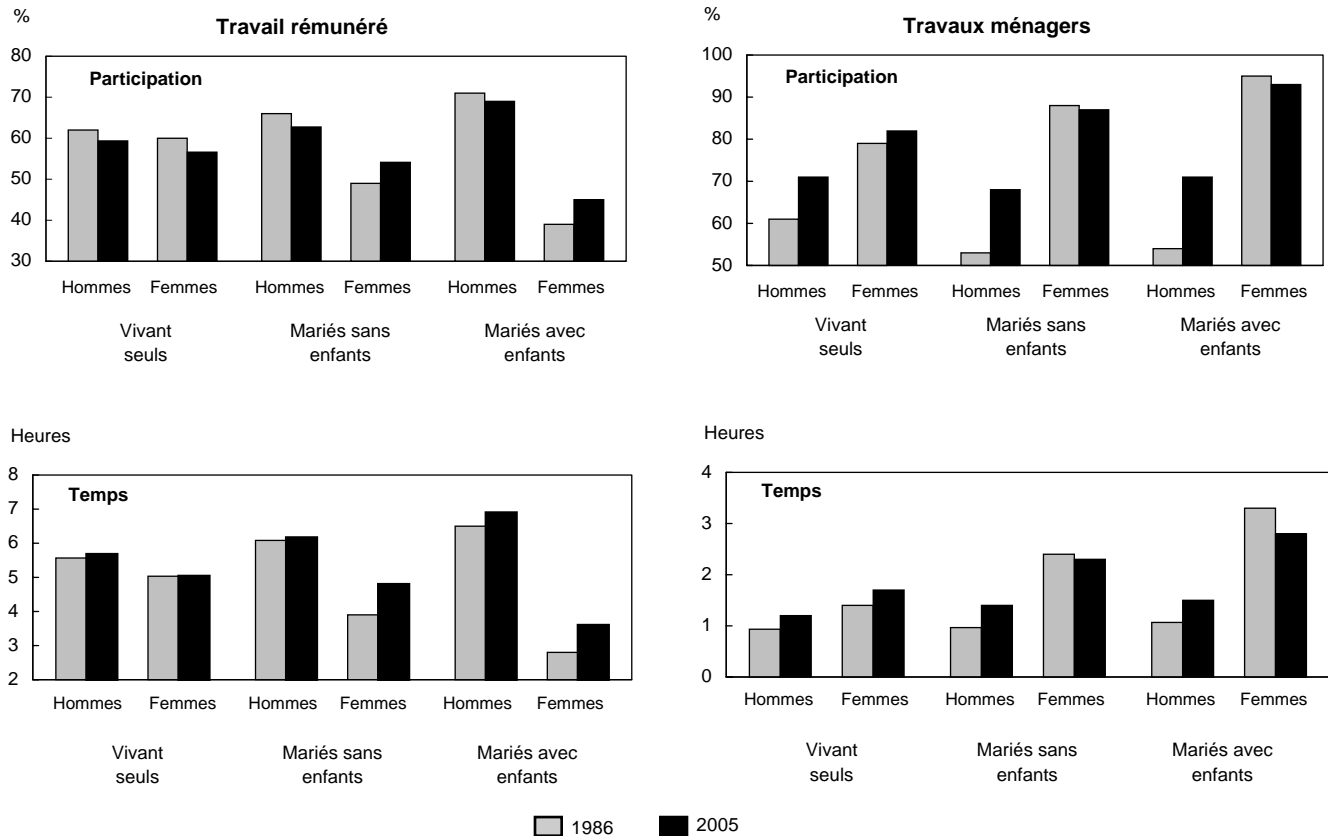 %
Travail rémunéré
80
Participation
70
60
50
40
30
Hommes Femmes Hommes Femmes Hommes Femmes
Vivant seuls
Mariés sans enfants
Mariés avec enfants
%
Travaux ménagers
100
Participation
90
80
70
60
50
Hommes Femmes Hommes Femmes Hommes Femmes
Vivant seuls
Mariés sans enfants
Mariés avec enfants
Heures
8
Temps
7
6
5
4
3
2
Hommes Femmes Hommes Femmes Hommes Femmes
Vivant seuls
Mariés sans enfants
Mariés avec enfants
Heures
4
Temps
3
2
1
0
Hommes Femmes Hommes Femmes Hommes Femmes
Vivant seuls
Mariés sans enfants
Mariés avec enfants
1986 2005